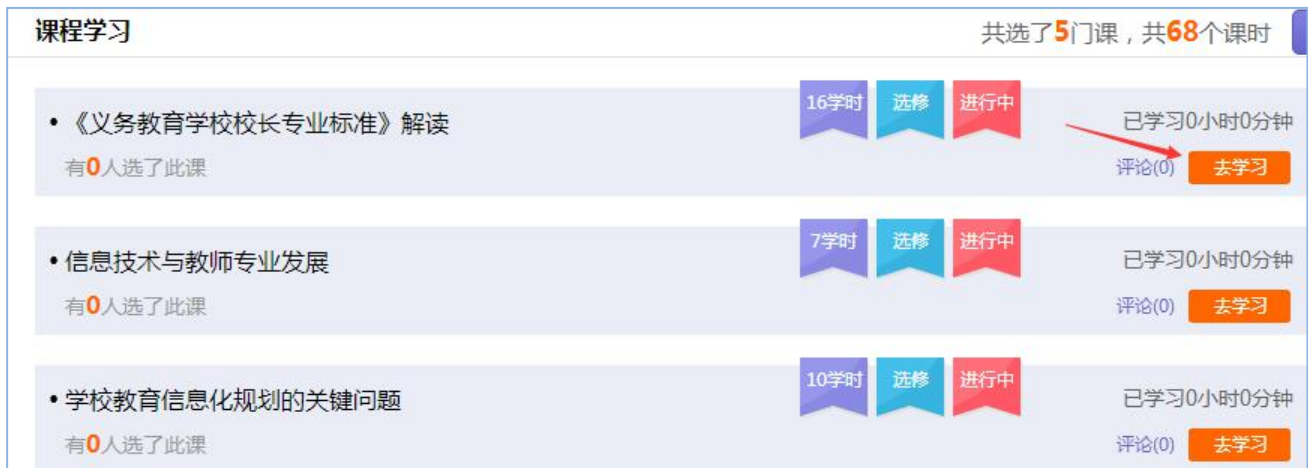 课程学习 共选了5门课，共68个课时
16学时 选修 进行中
•《义务教育学校校长专业标准》解读 已学习0小时0分钟
有0人选了此课 评论(0) 去学习
7学时 选修 进行中
•信息技术与教师专业发展 已学习0小时0分钟
有0人选了此课 评论(0) 去学习
10学时 选修 进行中
•学校教育信息化规划的关键问题 已学习0小时0分钟
有0人选了此课 评论(0) 去学习